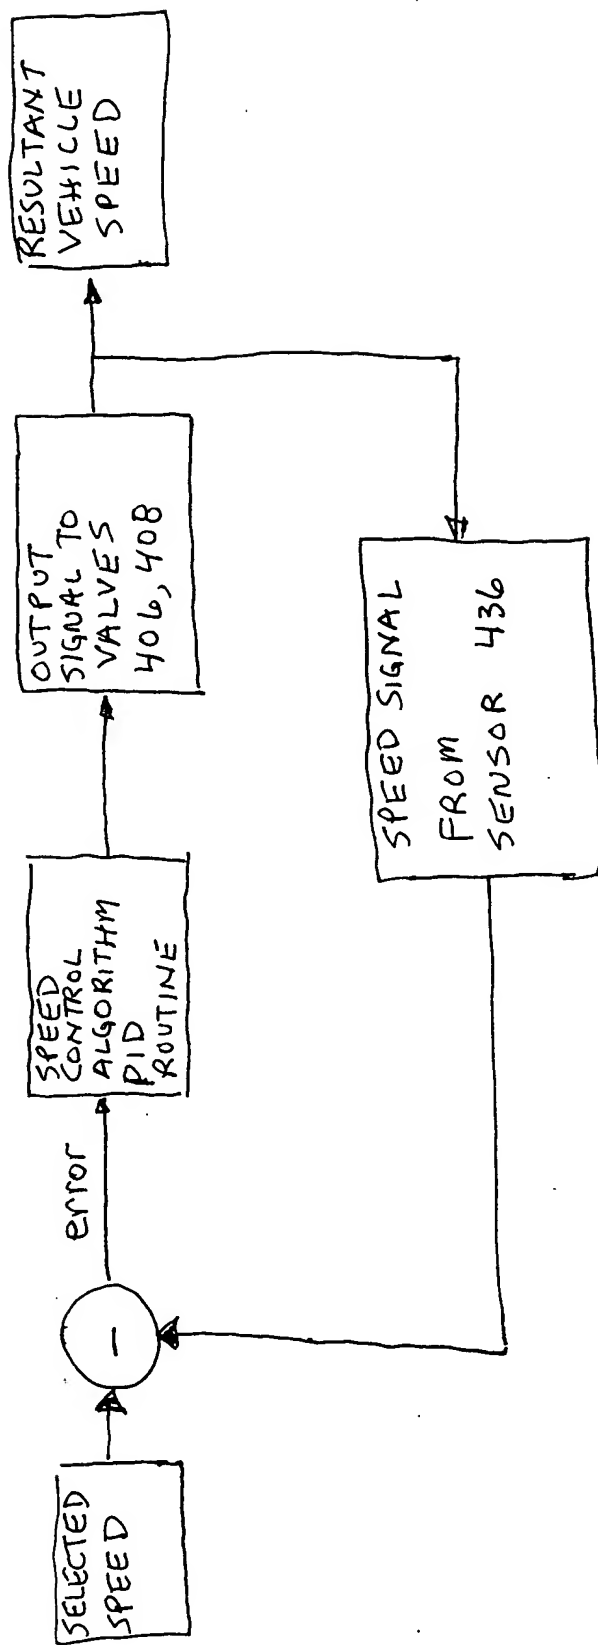 SELECTED
SPEED
-
error
SPEED
CONTROL
ALGORITHM
PID
ROUTINE
OUTPUT
SIGNAL TO
VALVES
406, 408
RESULTANT
VEHICLE
SPEED
SPEED SIGNAL
FROM
SENSOR 436